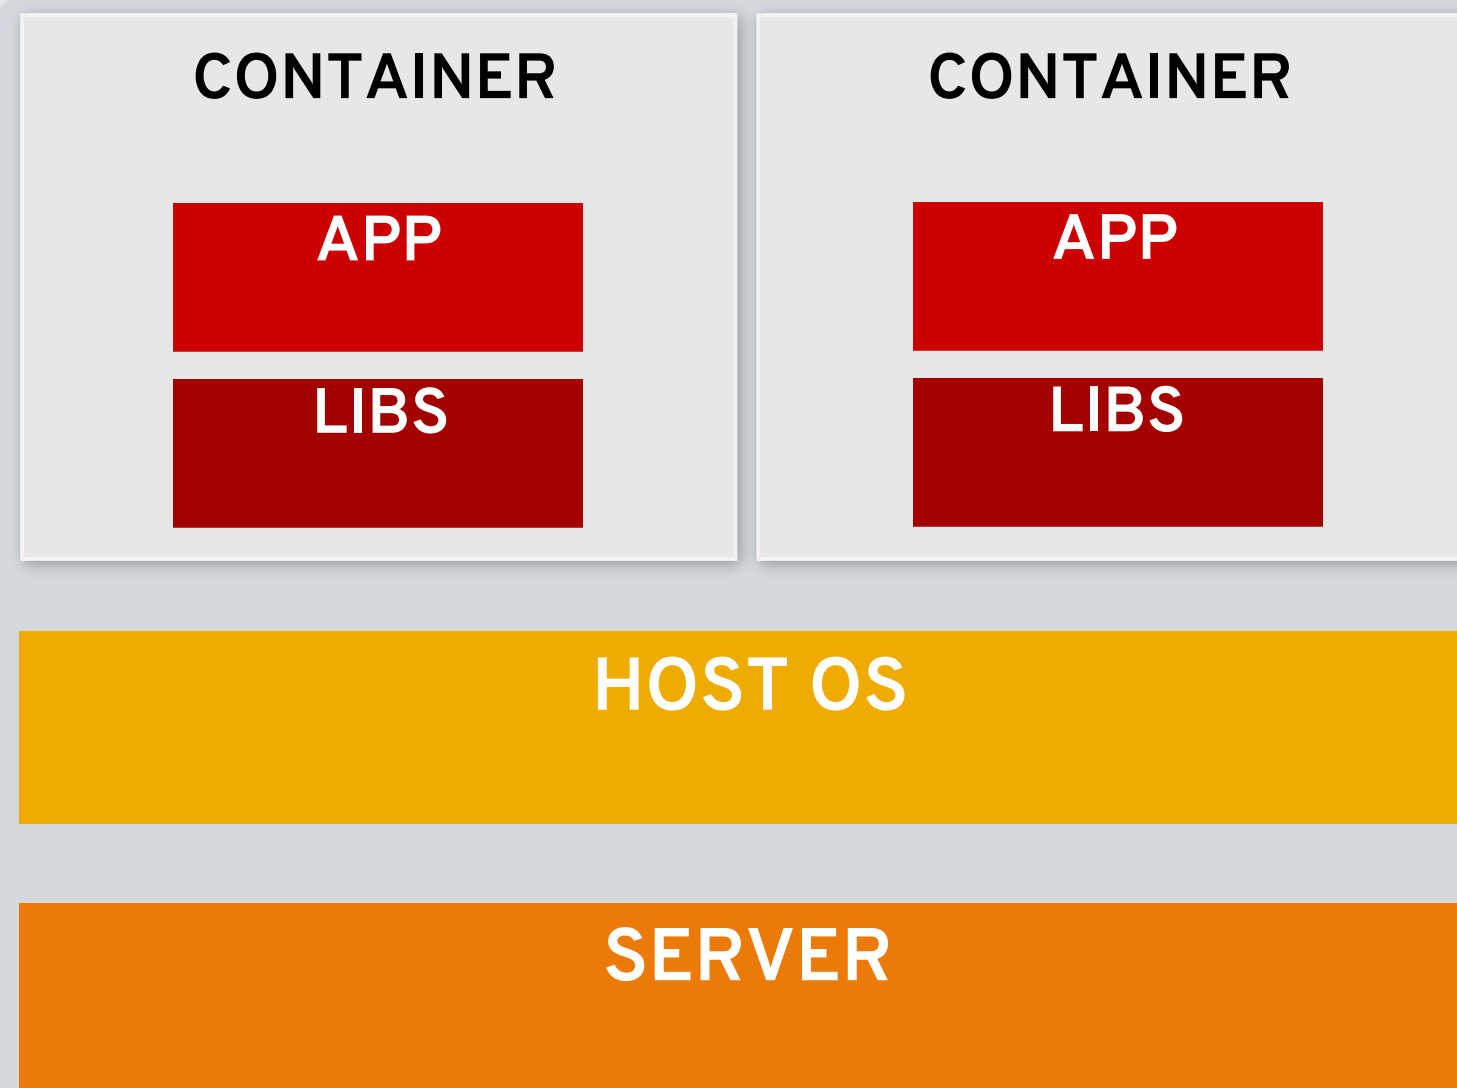 CONTAINER
APP
LIBS
CONTAINER
APP
LIBS
HOST OS
SERVER